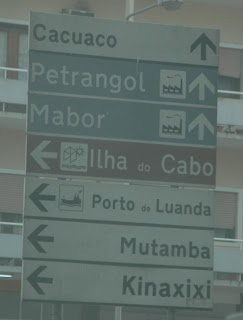 Cacuaco
Petrangol
Mabor
Ilha do Cabo
Porto de Luanda
Mutamba
Kinaxixi